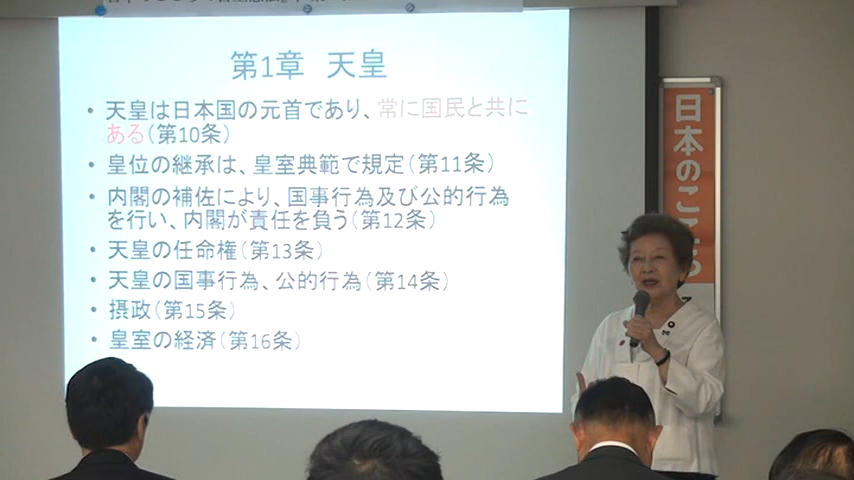 第1章 天皇
• 天皇は日本国の元首であり、常に国民と共に
ある(第10条)
• 皇位の継承は、皇室典範で規定(第11条)
• 内閣の補佐により、国事行為及び公的行為
を行い、内閣が責任を負う(第12条)
• 天皇の任命権(第13条)
• 天皇の国事行為、公的行為(第14条)
• 摂政(第15条)
• 皇室の経済(第16条)
日本のこころ